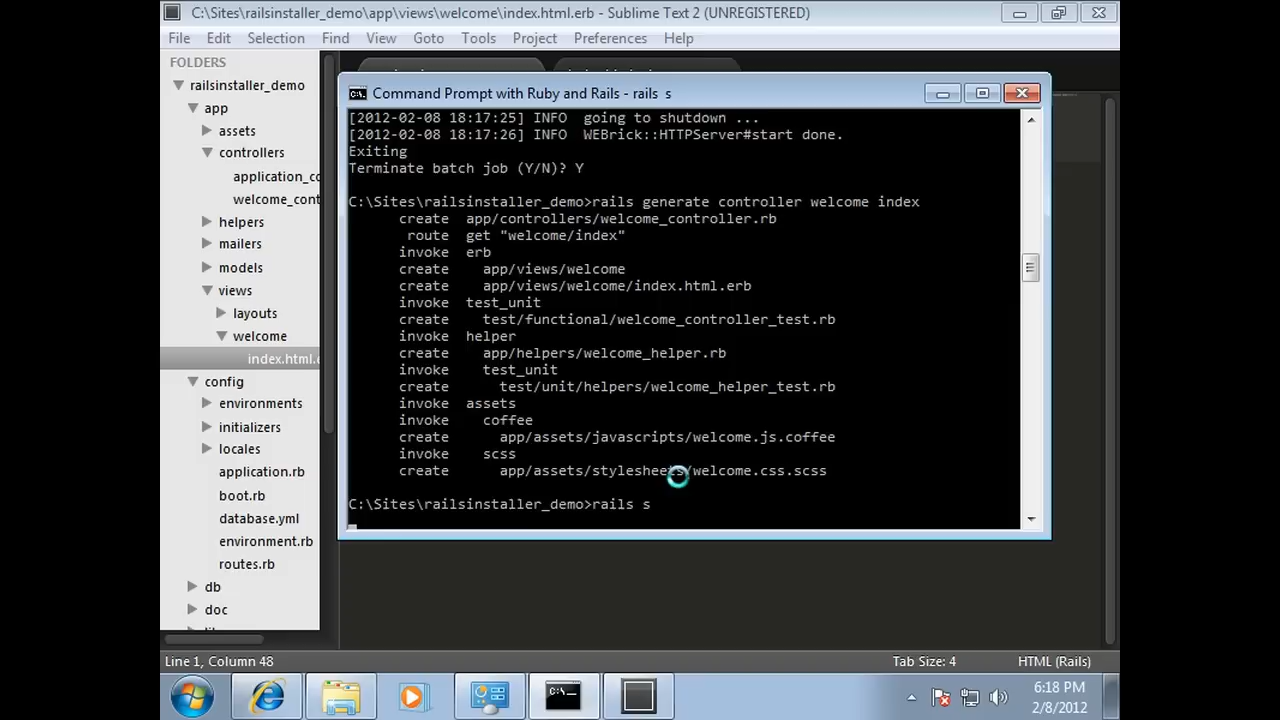 C:\Sites\railsinstaller_demo\app\views\welcome\index.html.erb - Sublime Text 2 (UNREGISTERED)
File Edit Selection Find View Goto Tools Project Preferences Help
FOLDERS
railsinstaller_demo
app
assets
controllers
application_co
welcome_cont
helpers
mailers
models
views
layouts
welcome
index.html.e
config
environments
initializers
locales
application.rb
boot.rb
database.yml
environment.rb
routes.rb
db
doc
Command Prompt with Ruby and Rails - rails s
[2012-02-08 18:17:25] INFO  going to shutdown ...
[2012-02-08 18:17:26] INFO  WEBrick::HTTPServer#start done.
Exiting
Terminate batch job (Y/N)? Y
C:\Sites\railsinstaller_demo>rails generate controller welcome index
create  app/controllers/welcome_controller.rb
route  get "welcome/index"
invoke  erb
create    app/views/welcome
create    app/views/welcome/index.html.erb
invoke  test_unit
create    test/functional/welcome_controller_test.rb
invoke  helper
create    app/helpers/welcome_helper.rb
invoke    test_unit
create      test/unit/helpers/welcome_helper_test.rb
invoke  assets
invoke    coffee
create      app/assets/javascripts/welcome.js.coffee
invoke    scss
create      app/assets/stylesheets/welcome.css.scss
C:\Sites\railsinstaller_demo>rails s
Line 1, Column 48
Tab Size: 4
HTML (Rails)
6:18 PM
2/8/2012